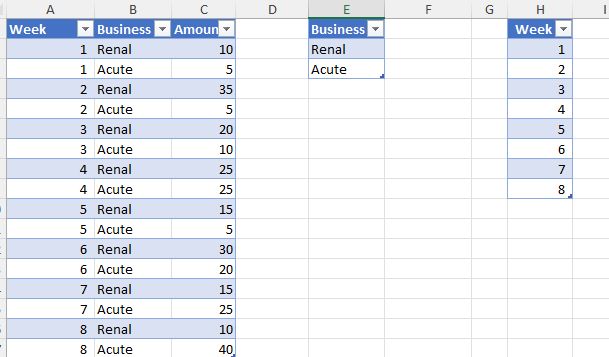 A B C D E F G H I
Week Business Amoun Business Week
1 Renal 10 Renal 1
1 Acute 5 Acute 2
2 Renal 35 3
2 Acute 5 4
3 Renal 20 5
3 Acute 10 6
4 Renal 25 7
4 Acute 25 8
5 Renal 15
5 Acute 5
6 Renal 30
6 Acute 20
7 Renal 15
7 Acute 25
8 Renal 10
8 Acute 40